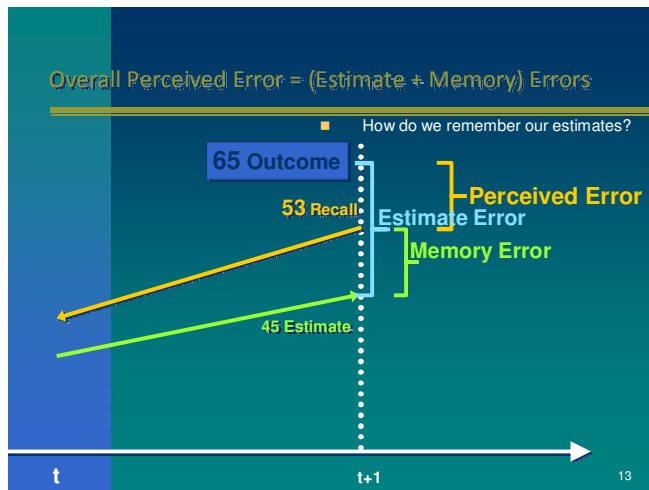 Overall Perceived Error = (Estimate + Memory) Errors
How do we remember our estimates?
65 Outcome
53 Recall
Perceived Error
Estimate Error
Memory Error
45 Estimate
t
t+1
13